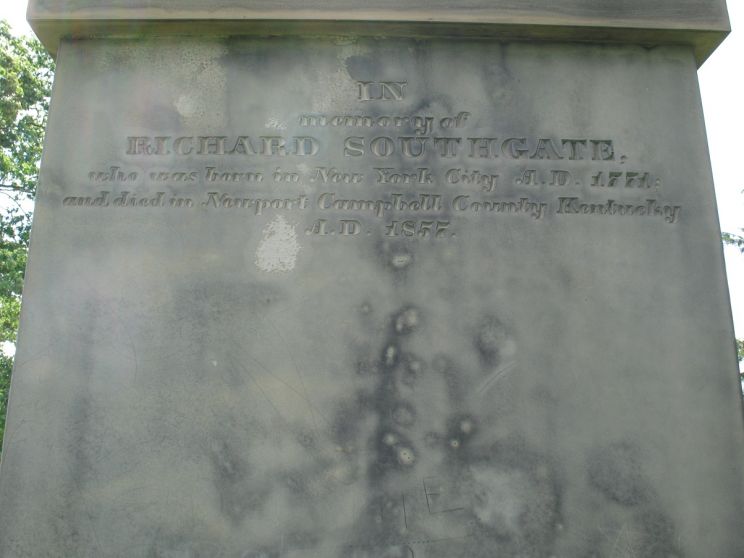 IN
memory of
RICHARD SOUTHGATE,
who was born in New York City A.D. 1771;
and died in Newport Campbell County Kentucky
A.D. 1857.